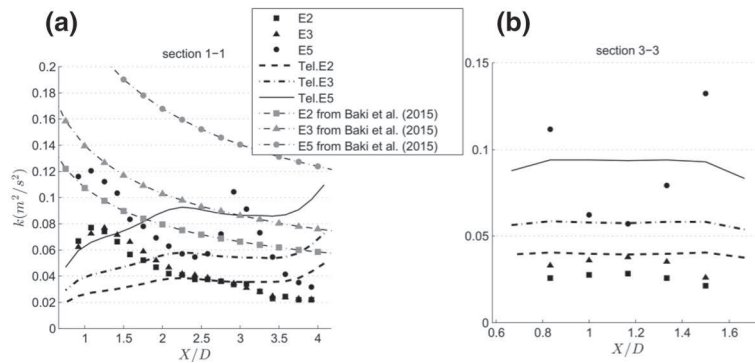 (a)
section 1−1
E2
E3
E5
Tel.E2
Tel.E3
Tel.E5
E2 from Baki et al. (2015)
E3 from Baki et al. (2015)
E5 from Baki et al. (2015)
k(m²/s²)
0.2
0.18
0.16
0.14
0.12
0.1
0.08
0.06
0.04
0.02
0
1 1.5 2 2.5 3 3.5 4
X/D
(b)
section 3−3
0.15
0.1
0.05
0
0.6 0.8 1 1.2 1.4 1.6
X/D